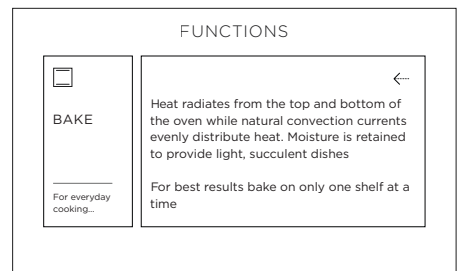 FUNCTIONS
BAKE
For everyday
cooking...
Heat radiates from the top and bottom of
the oven while natural convection currents
evenly distribute heat. Moisture is retained
to provide light, succulent dishes
For best results bake on only one shelf at a
time